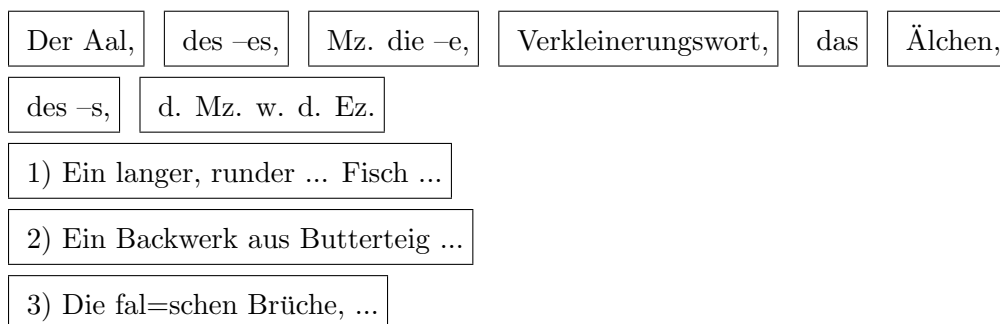 Der Aal, des –es, Mz. die –e, Verkleinerungswort, das Älchen,
des –s, d. Mz. w. d. Ez.
1) Ein langer, runder ... Fisch ...
2) Ein Backwerk aus Butterteig ...
3) Die fal=schen Brüche, ...